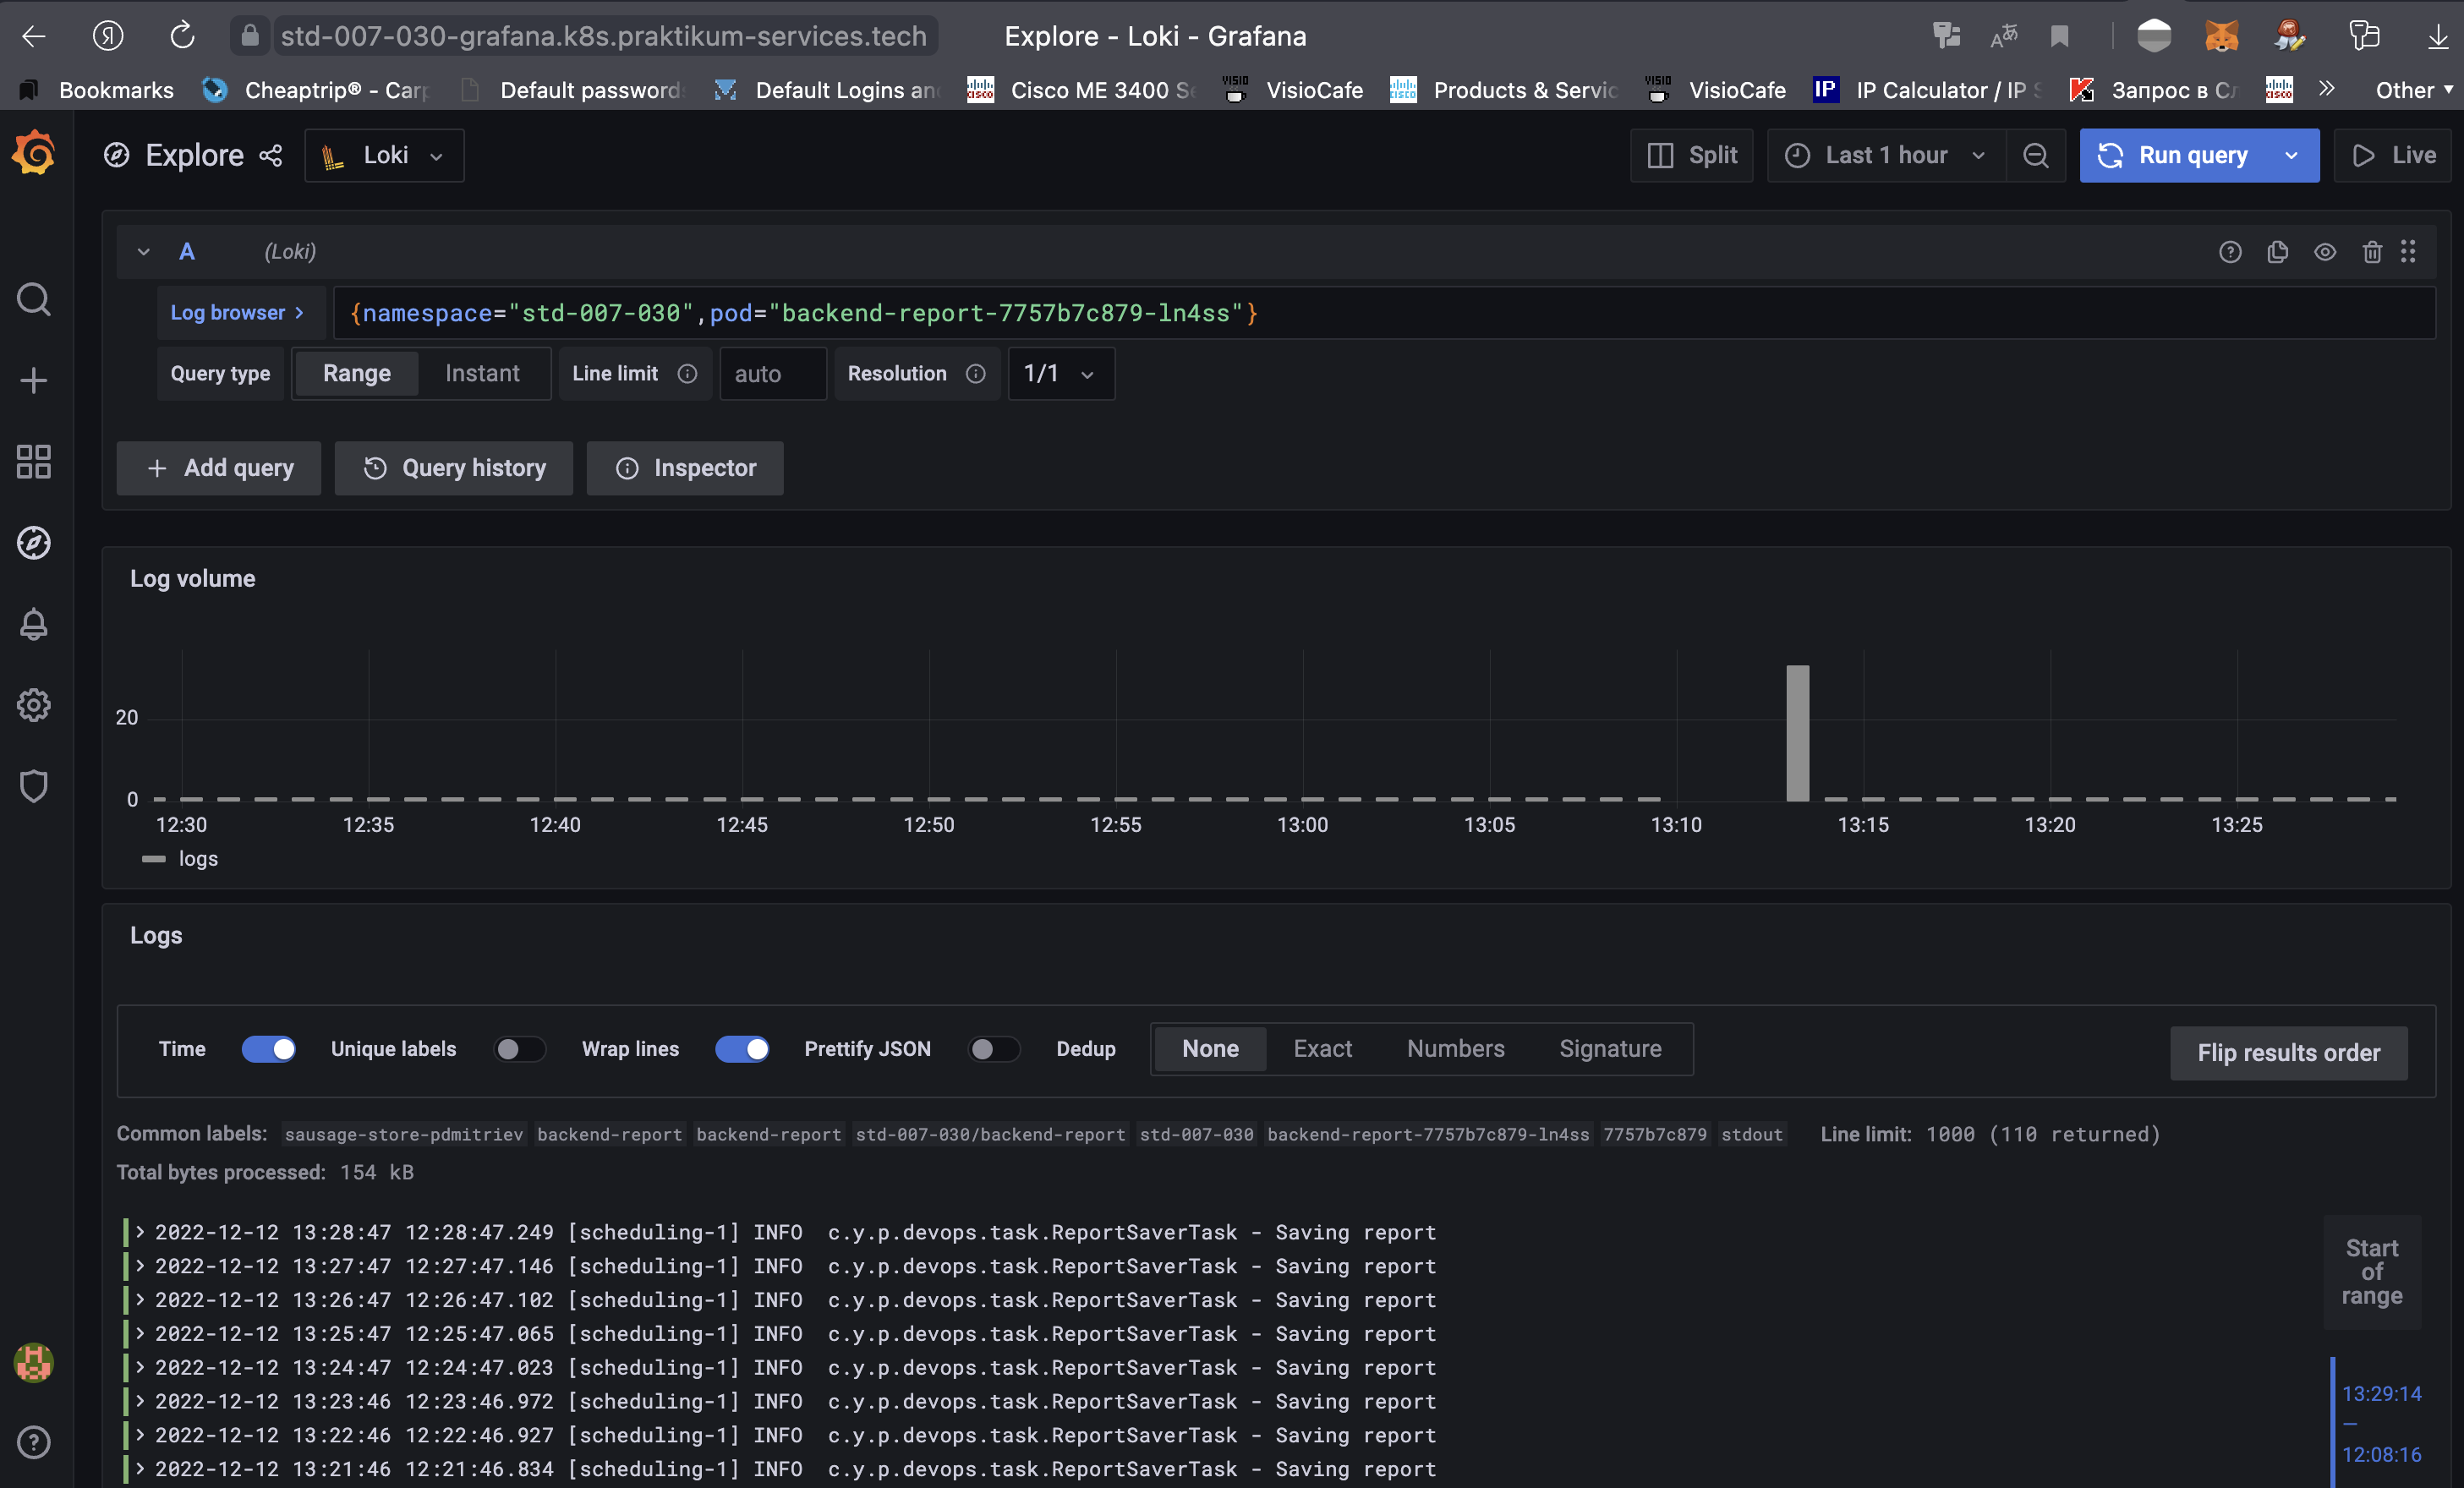 std-007-030-grafana.k8s.praktikum-services.tech Explore - Loki - Grafana
Bookmarks Cheaptrip® - Carp Default password Default Logins an Cisco ME 3400 Se VisioCafe Products & Servic VisioCafe IP IP Calculator / IP S Запрос в Сл Other
Explore Loki Split Last 1 hour Run query Live
A (Loki)
Log browser > {namespace="std-007-030",pod="backend-report-7757b7c879-ln4ss"}
Query type Range Instant Line limit auto Resolution 1/1
+ Add query Query history Inspector
Log volume
20
0
12:30 12:35 12:40 12:45 12:50 12:55 13:00 13:05 13:10 13:15 13:20 13:25
logs
Logs
Time Unique labels Wrap lines Prettify JSON Dedup None Exact Numbers Signature Flip results order
Common labels: sausage-store-pdmitriev backend-report backend-report std-007-030/backend-report std-007-030 backend-report-7757b7c879-ln4ss 7757b7c879 stdout Line limit: 1000 (110 returned)
Total bytes processed: 154 kB
> 2022-12-12 13:28:47 12:28:47.249 [scheduling-1] INFO c.y.p.devops.task.ReportSaverTask - Saving report
> 2022-12-12 13:27:47 12:27:47.146 [scheduling-1] INFO c.y.p.devops.task.ReportSaverTask - Saving report
> 2022-12-12 13:26:47 12:26:47.102 [scheduling-1] INFO c.y.p.devops.task.ReportSaverTask - Saving report
> 2022-12-12 13:25:47 12:25:47.065 [scheduling-1] INFO c.y.p.devops.task.ReportSaverTask - Saving report
> 2022-12-12 13:24:47 12:24:47.023 [scheduling-1] INFO c.y.p.devops.task.ReportSaverTask - Saving report
> 2022-12-12 13:23:46 12:23:46.972 [scheduling-1] INFO c.y.p.devops.task.ReportSaverTask - Saving report
> 2022-12-12 13:22:46 12:22:46.927 [scheduling-1] INFO c.y.p.devops.task.ReportSaverTask - Saving report
> 2022-12-12 13:21:46 12:21:46.834 [scheduling-1] INFO c.y.p.devops.task.ReportSaverTask - Saving report
Start
of
range
13:29:14
—
12:08:16